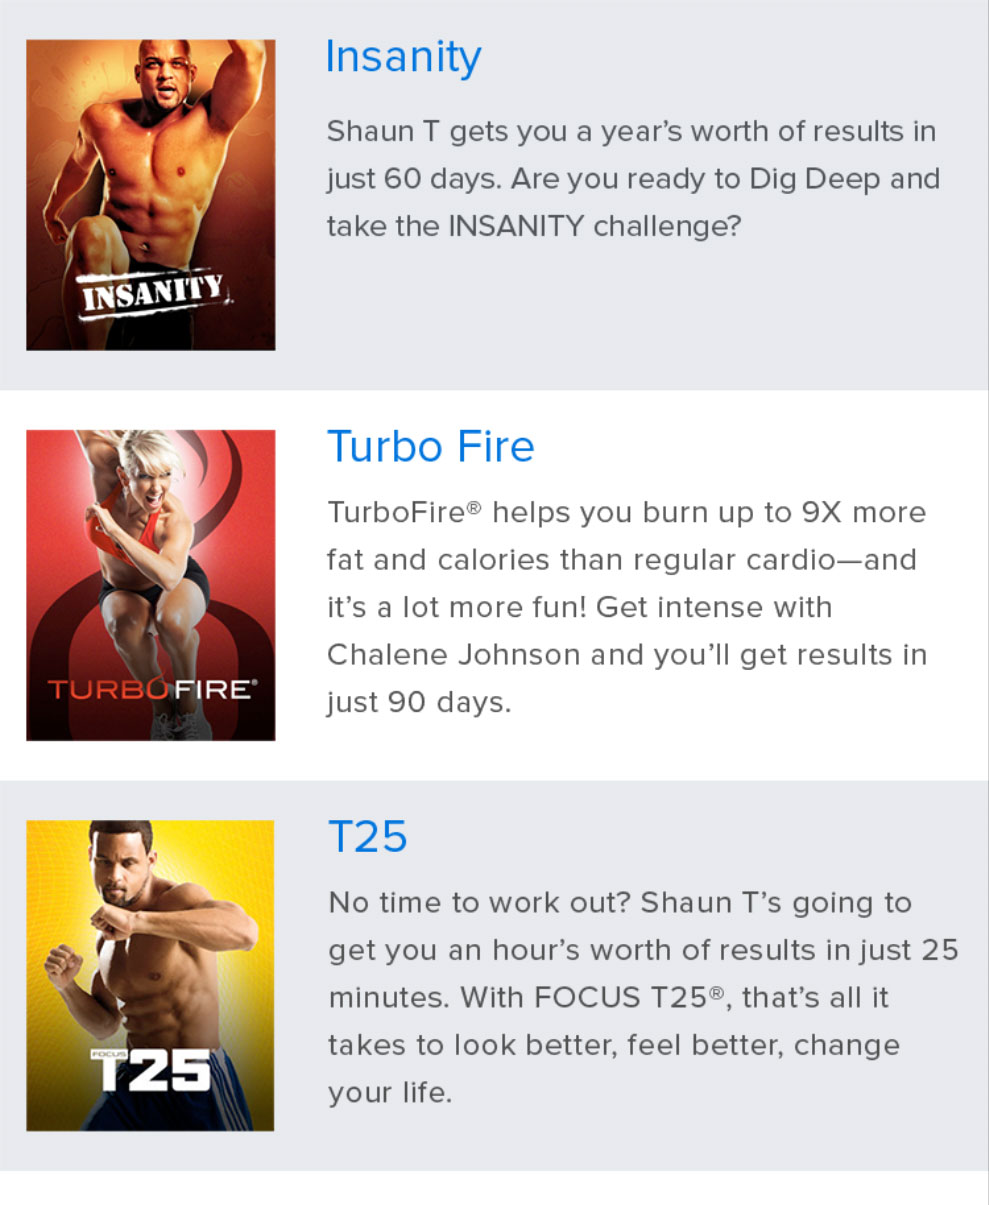 Insanity
Shaun T gets you a year’s worth of results in
just 60 days. Are you ready to Dig Deep and
take the INSANITY challenge?
INSANITY
Turbo Fire
TurboFire® helps you burn up to 9X more
fat and calories than regular cardio—and
it’s a lot more fun! Get intense with
Chalene Johnson and you’ll get results in
just 90 days.
TURBOFIRE®
T25
No time to work out? Shaun T’s going to
get you an hour’s worth of results in just 25
minutes. With FOCUS T25®, that’s all it
takes to look better, feel better, change
your life.
FOCUS
T25